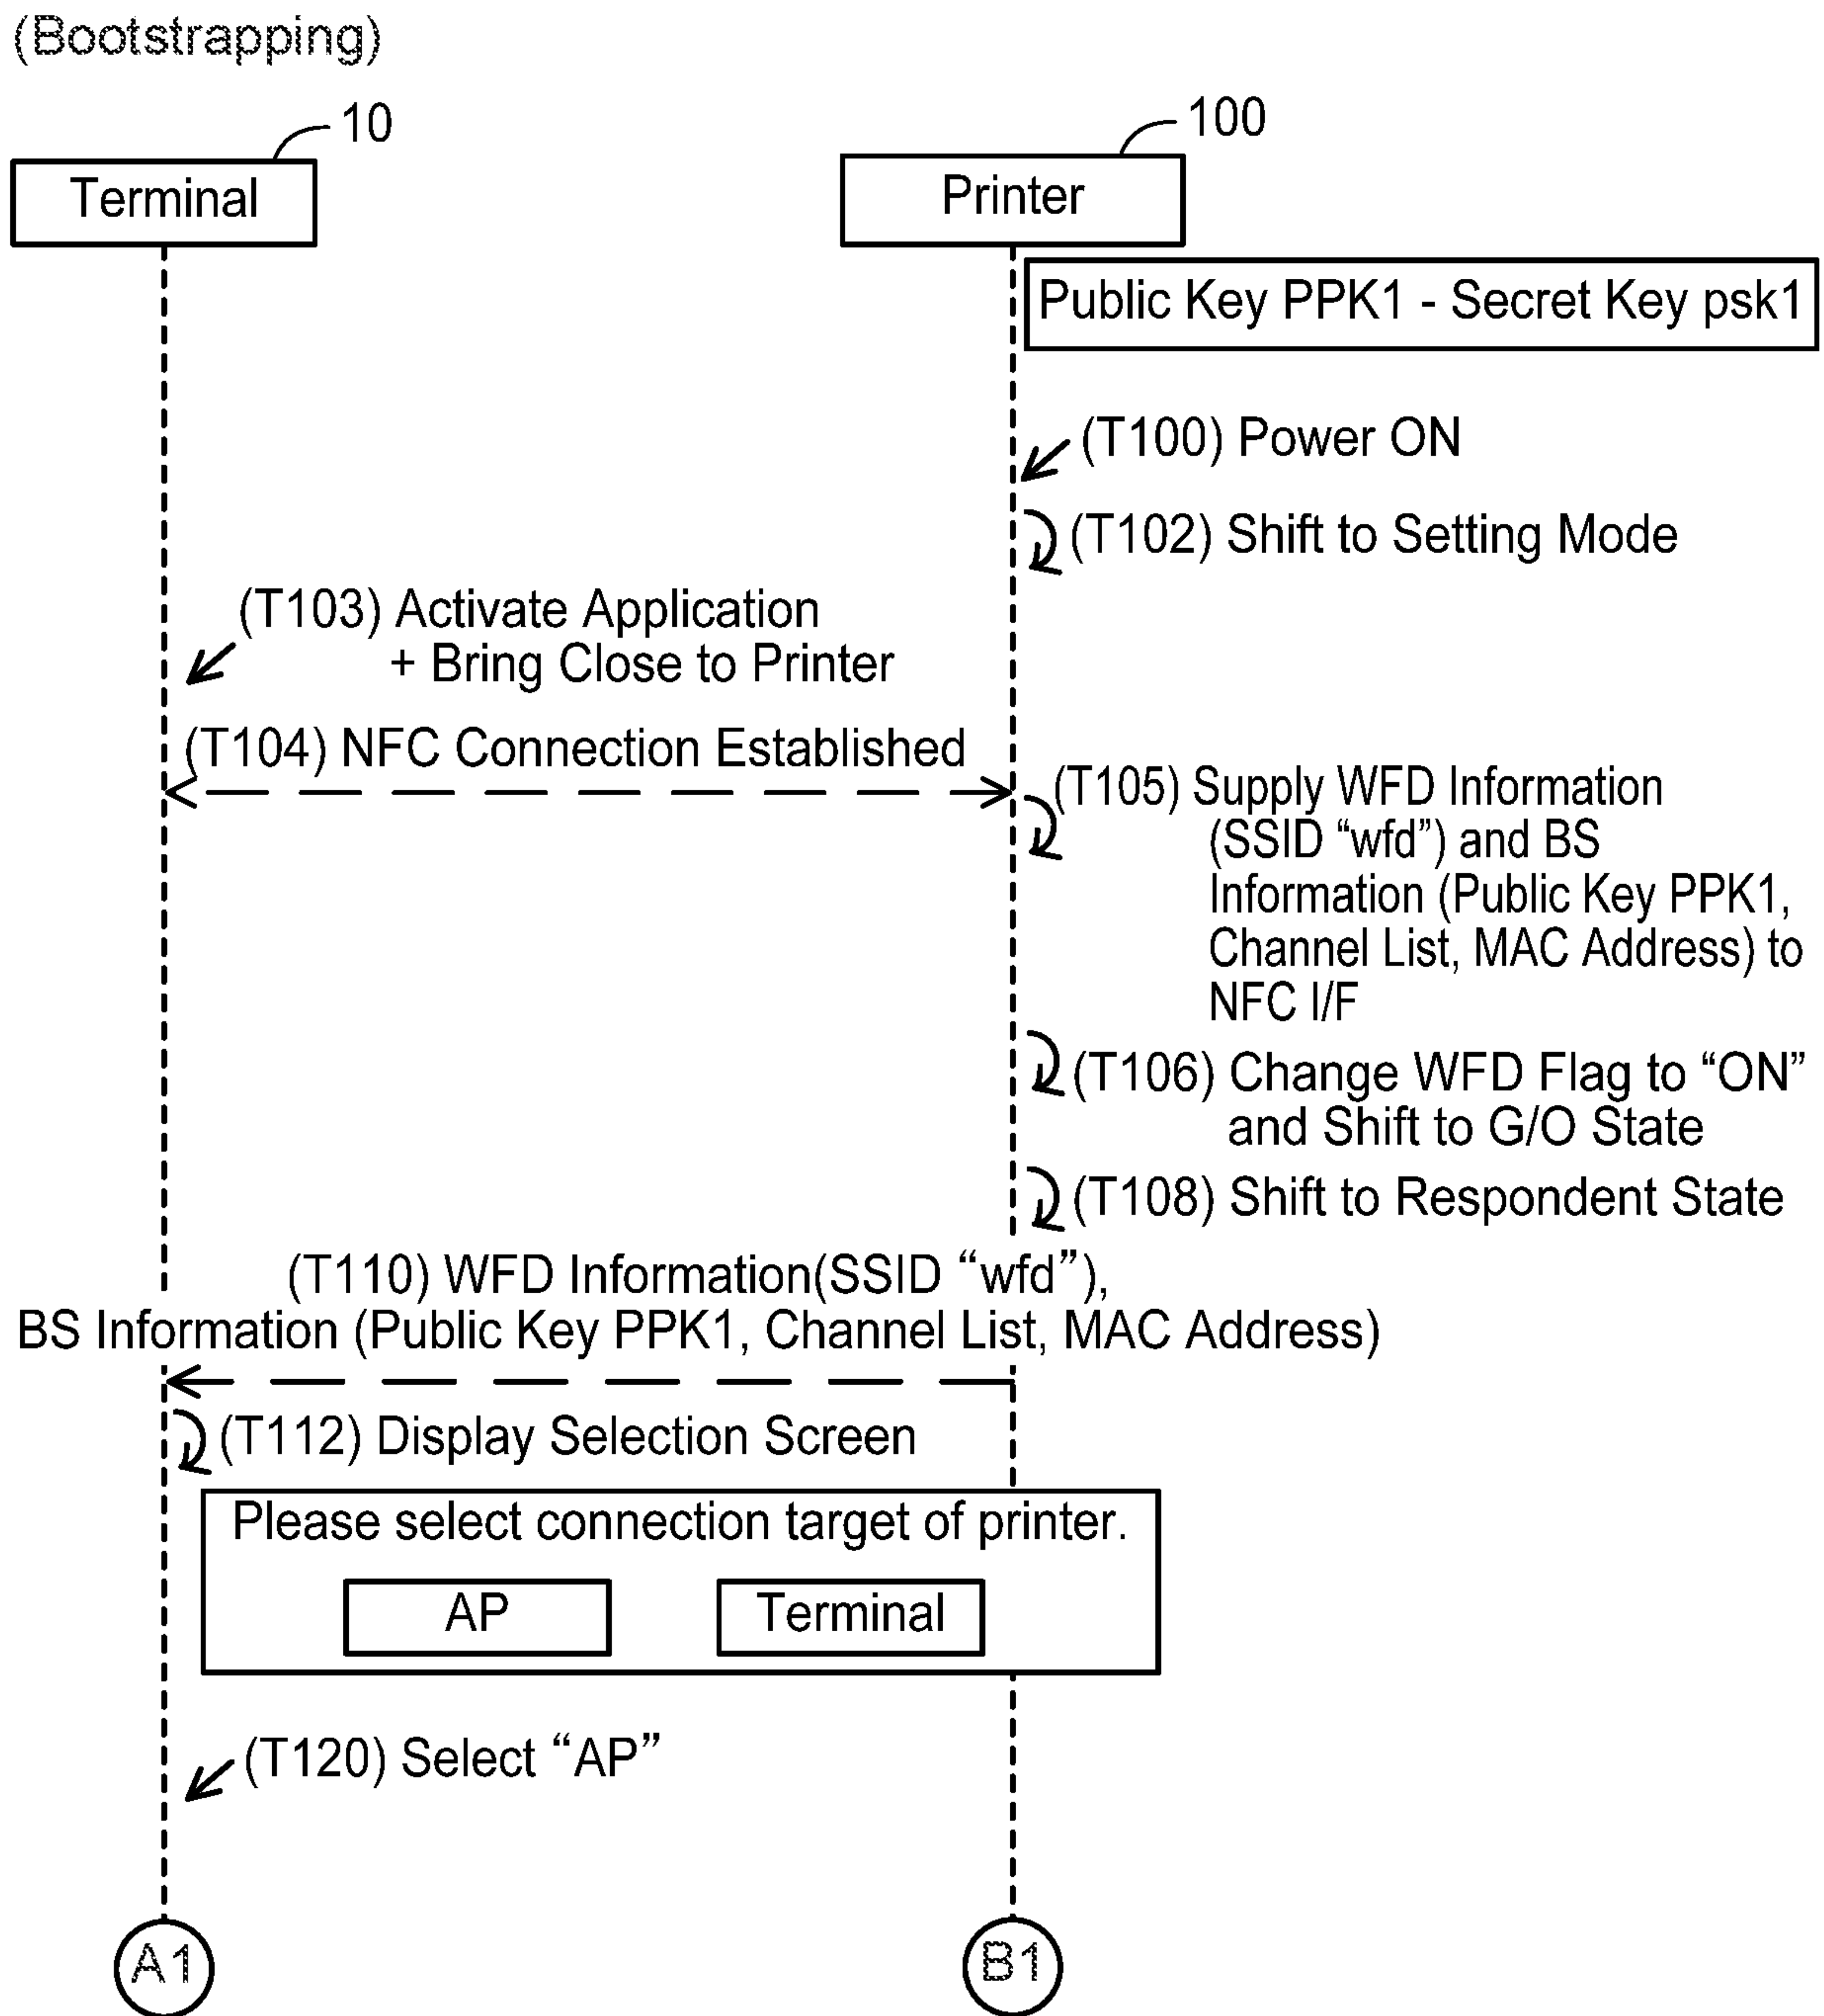 (Bootstrapping)
10
100
Terminal
Printer
Public Key PPK1 - Secret Key psk1
(T100) Power ON
(T102) Shift to Setting Mode
(T103) Activate Application
+ Bring Close to Printer
(T104) NFC Connection Established
(T105) Supply WFD Information
(SSID “wfd”) and BS
Information (Public Key PPK1,
Channel List, MAC Address) to
NFC I/F
(T106) Change WFD Flag to “ON”
and Shift to G/O State
(T108) Shift to Respondent State
(T110) WFD Information(SSID “wfd”),
BS Information (Public Key PPK1, Channel List, MAC Address)
(T112) Display Selection Screen
Please select connection target of printer.
AP
Terminal
(T120) Select “AP”
A1
B1